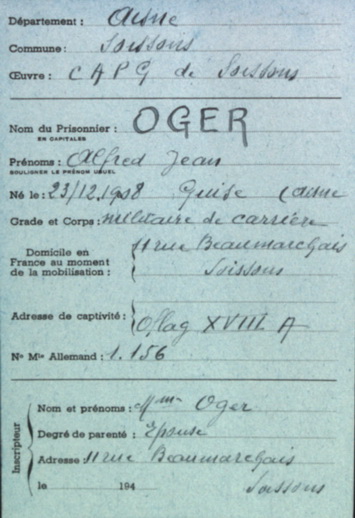 Département : Aisne
Commune : Soissons
Œuvre : CAPG de Soissons
Nom du Prisonnier : OGER
EN CAPITALES
Prénoms : Alfred Jean
SOULIGNER LE PRÉNOM USUEL
Né le : 23/12.1908 Guise (Aisne
Grade et Corps : militaire de carrière
Domicile en
France au moment
de la mobilisation :
11 rue Beaumarchais
Soissons
Adresse de captivité : Oflag XVIII A
N° Mle Allemand : 1.156
Inscripteur
Nom et prénoms : Mme Oger
Degré de parenté : Epouse
Adresse : 11 rue Beaumarchais
le 194 Soissons